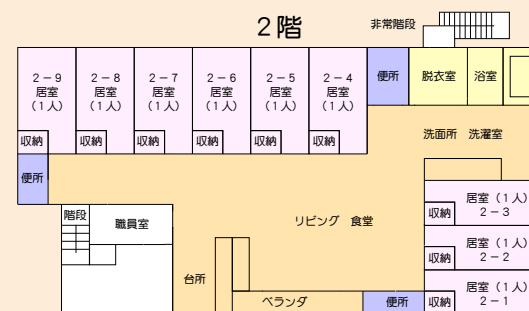 2階
非常階段
2－9
居室
（1人）
2－8
居室
（1人）
2－7
居室
（1人）
2－6
居室
（1人）
2－5
居室
（1人）
2－4
居室
（1人）
便所
脱衣室
浴室
収納
収納
収納
収納
収納
収納
洗面所 洗濯室
便所
居室（1人）
2－3
収納
階段
職員室
リビング 食堂
居室（1人）
2－2
収納
台所
居室（1人）
2－1
収納
ベランダ
便所